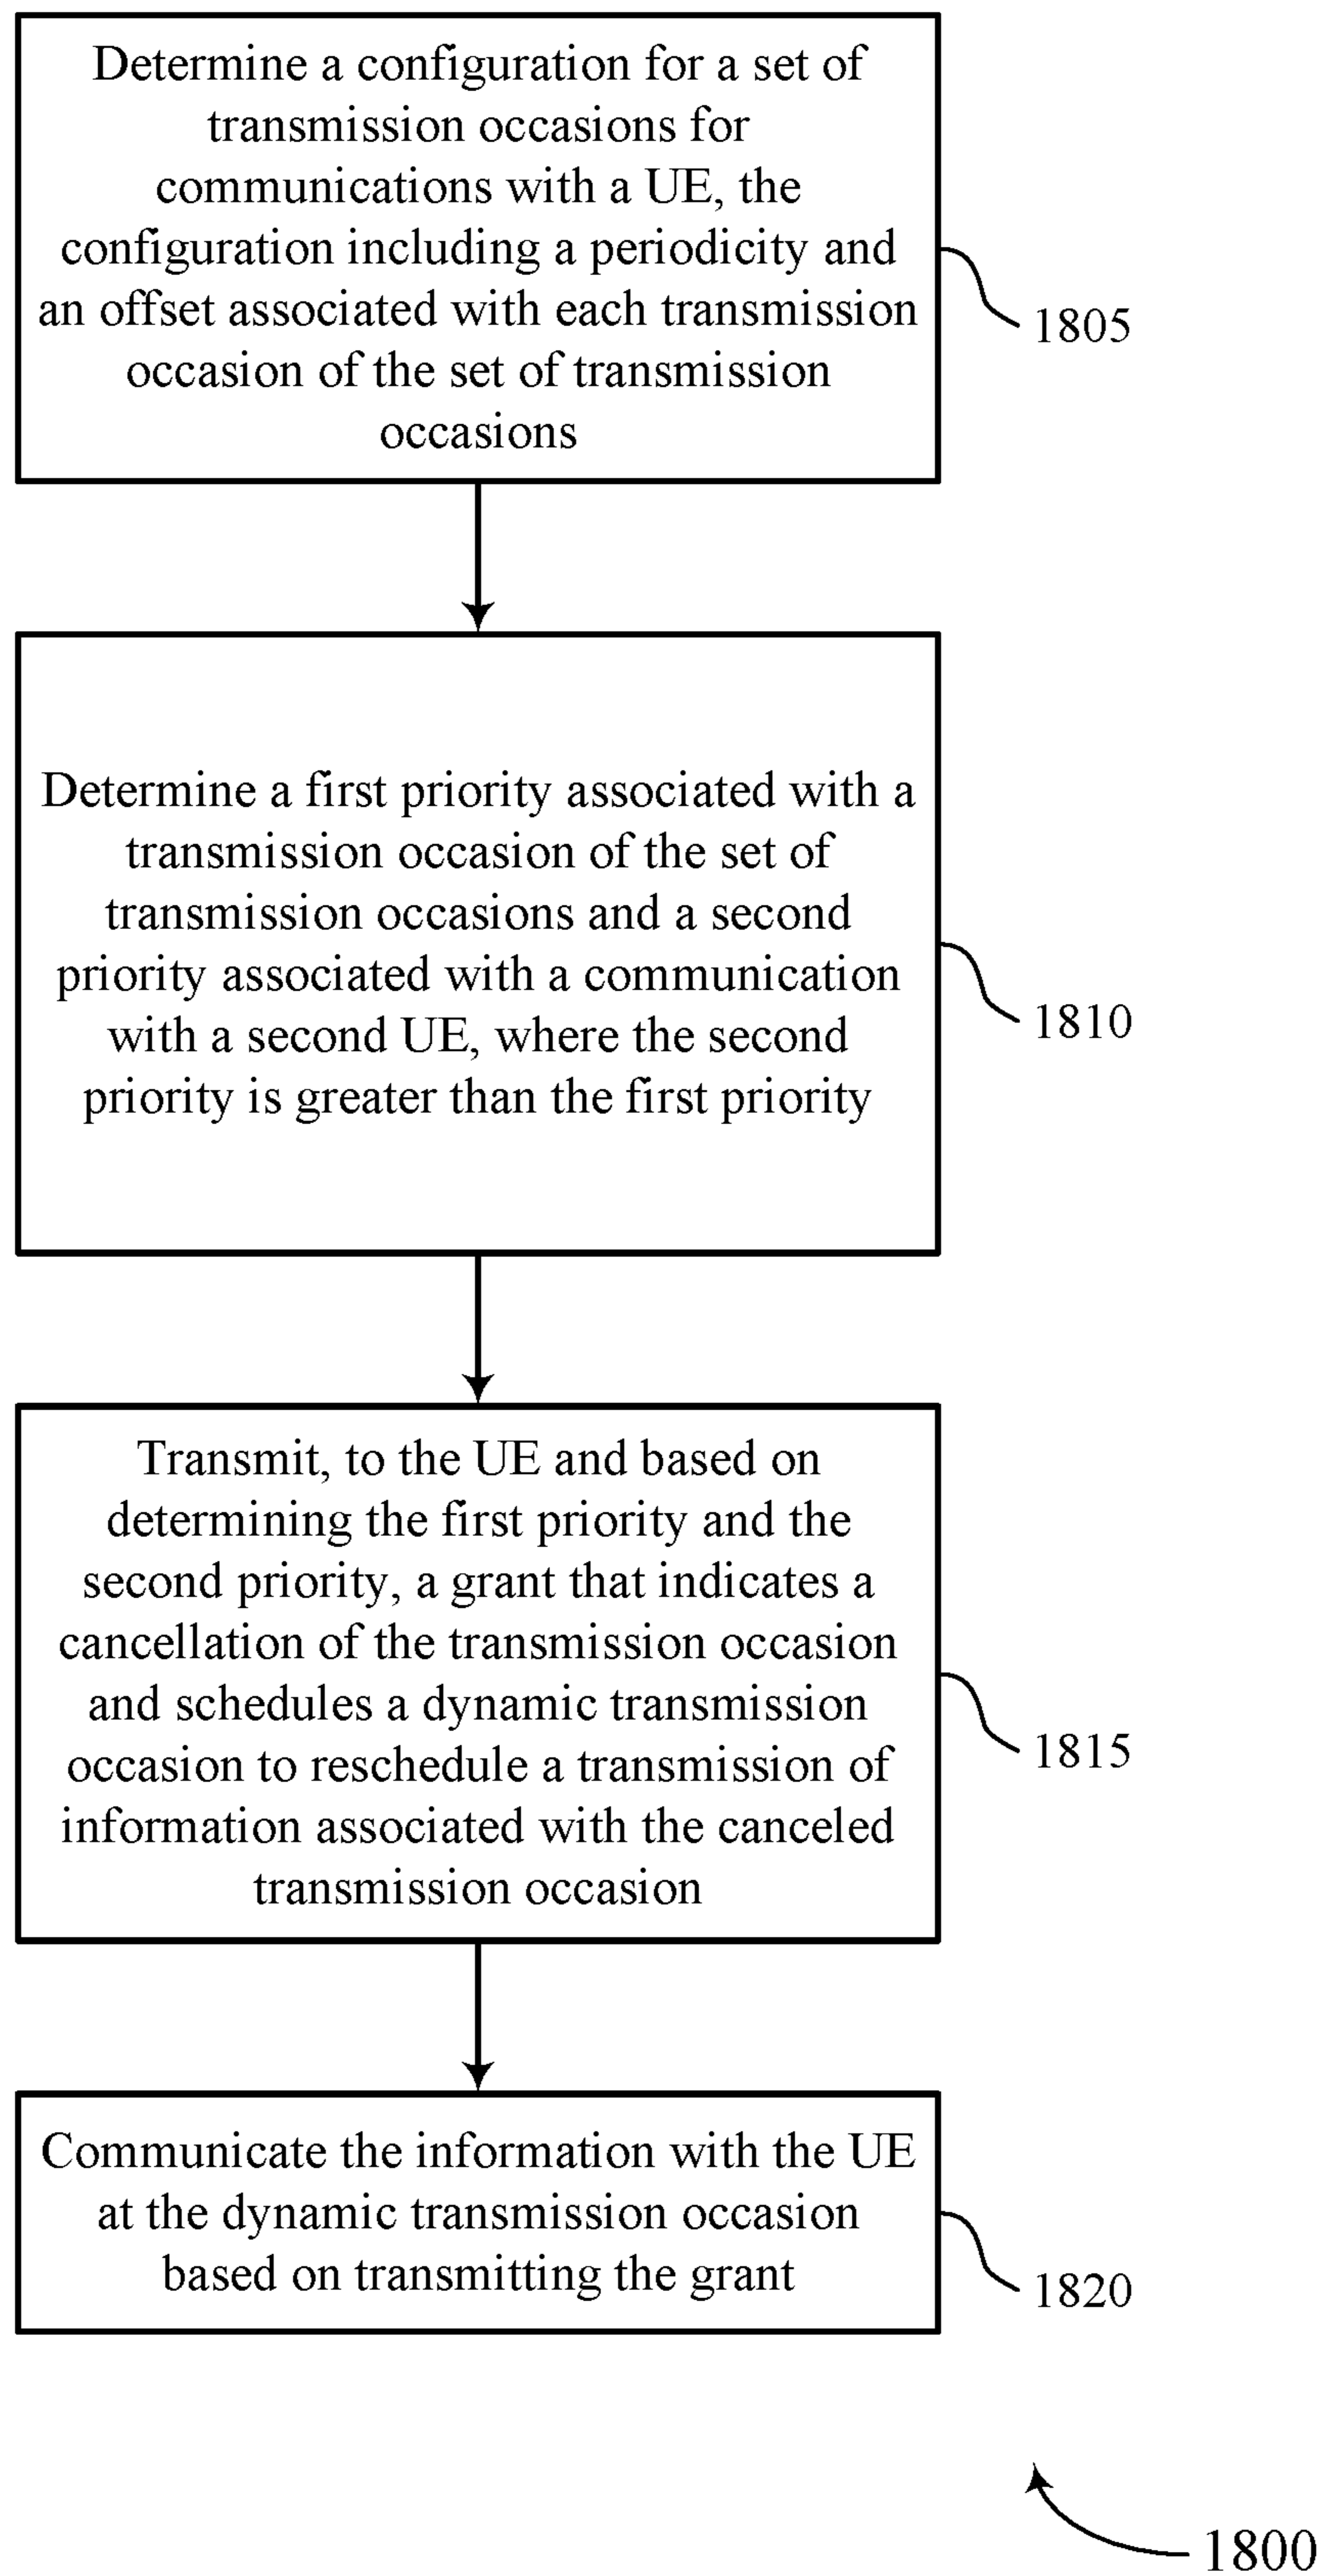 Determine a configuration for a set of
transmission occasions for
communications with a UE, the
configuration including a periodicity and
an offset associated with each transmission
occasion of the set of transmission
occasions
1805
Determine a first priority associated with a
transmission occasion of the set of
transmission occasions and a second
priority associated with a communication
with a second UE, where the second
priority is greater than the first priority
1810
Transmit, to the UE and based on
determining the first priority and the
second priority, a grant that indicates a
cancellation of the transmission occasion
and schedules a dynamic transmission
occasion to reschedule a transmission of
information associated with the canceled
transmission occasion
1815
Communicate the information with the UE
at the dynamic transmission occasion
based on transmitting the grant
1820
1800